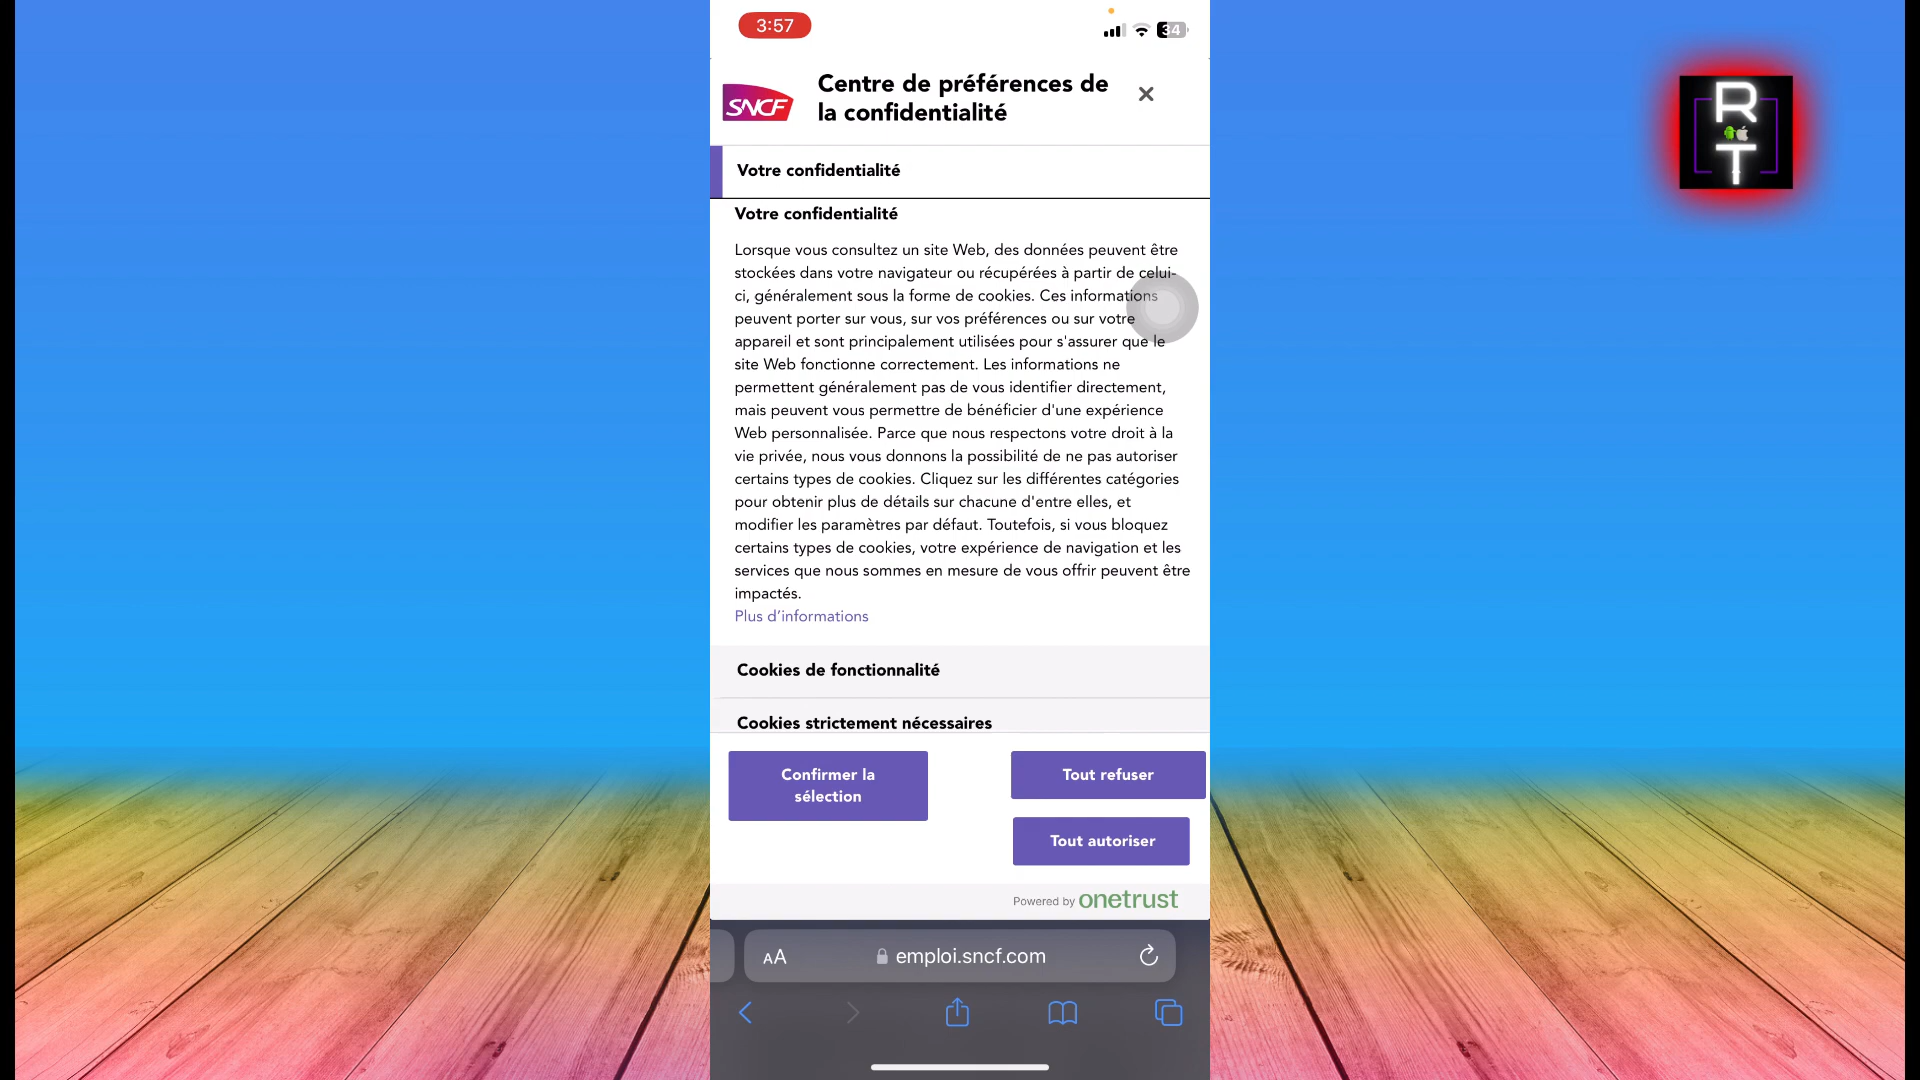 3:57
34
R
T
SNCF
Centre de préférences de
la confidentialité
Votre confidentialité
Votre confidentialité
Lorsque vous consultez un site Web, des données peuvent être
stockées dans votre navigateur ou récupérées à partir de celui-
ci, généralement sous la forme de cookies. Ces informations
peuvent porter sur vous, sur vos préférences ou sur votre
appareil et sont principalement utilisées pour s'assurer que le
site Web fonctionne correctement. Les informations ne
permettent généralement pas de vous identifier directement,
mais peuvent vous permettre de bénéficier d'une expérience
Web personnalisée. Parce que nous respectons votre droit à la
vie privée, nous vous donnons la possibilité de ne pas autoriser
certains types de cookies. Cliquez sur les différentes catégories
pour obtenir plus de détails sur chacune d'entre elles, et
modifier les paramètres par défaut. Toutefois, si vous bloquez
certains types de cookies, votre expérience de navigation et les
services que nous sommes en mesure de vous offrir peuvent être
impactés.
Plus d’informations
Cookies de fonctionnalité
Cookies strictement nécessaires
Confirmer la
sélection
Tout refuser
Tout autoriser
Powered by onetrust
AA
emploi.sncf.com